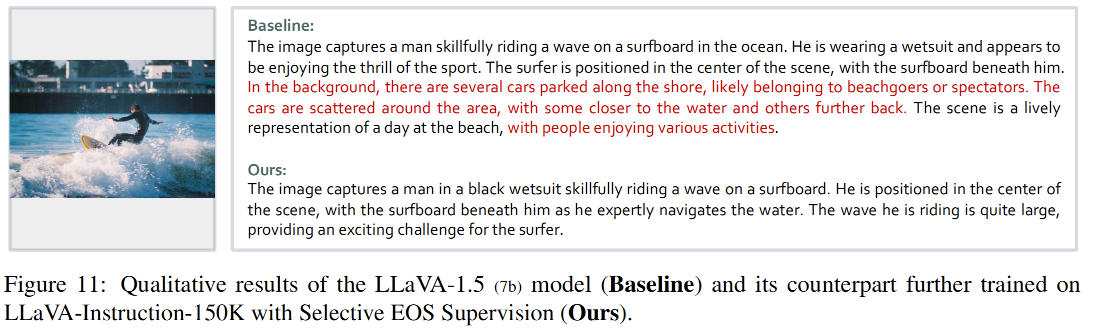 Baseline:
The image captures a man skillfully riding a wave on a surfboard in the ocean. He is wearing a wetsuit and appears to
be enjoying the thrill of the sport. The surfer is positioned in the center of the scene, with the surfboard beneath him.
In the background, there are several cars parked along the shore, likely belonging to beachgoers or spectators. The
cars are scattered around the area, with some closer to the water and others further back. The scene is a lively
representation of a day at the beach, with people enjoying various activities.
Ours:
The image captures a man in a black wetsuit skillfully riding a wave on a surfboard. He is positioned in the center of
the scene, with the surfboard beneath him as he expertly navigates the water. The wave he is riding is quite large,
providing an exciting challenge for the surfer.
Figure 11: Qualitative results of the LLaVA-1.5 (7b) model (Baseline) and its counterpart further trained on
LLaVA-Instruction-150K with Selective EOS Supervision (Ours).